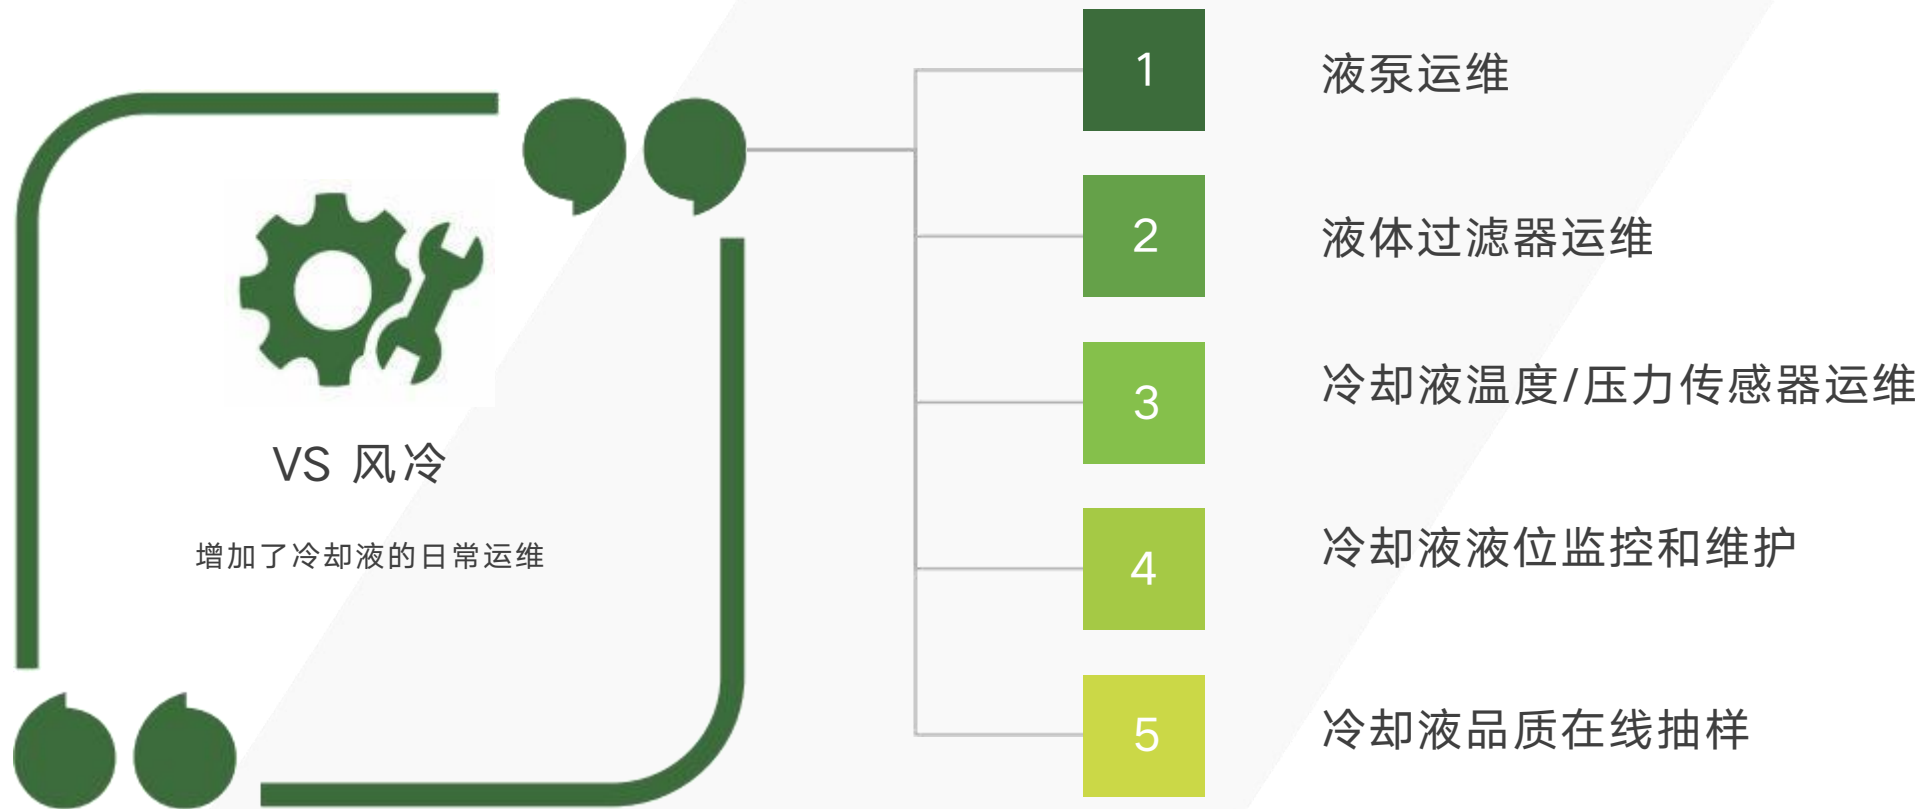 VS 风冷
增加了冷却液的日常运维
1 液泵运维
2 液体过滤器运维
3 冷却液温度/压力传感器运维
4 冷却液液位监控和维护
5 冷却液品质在线抽样